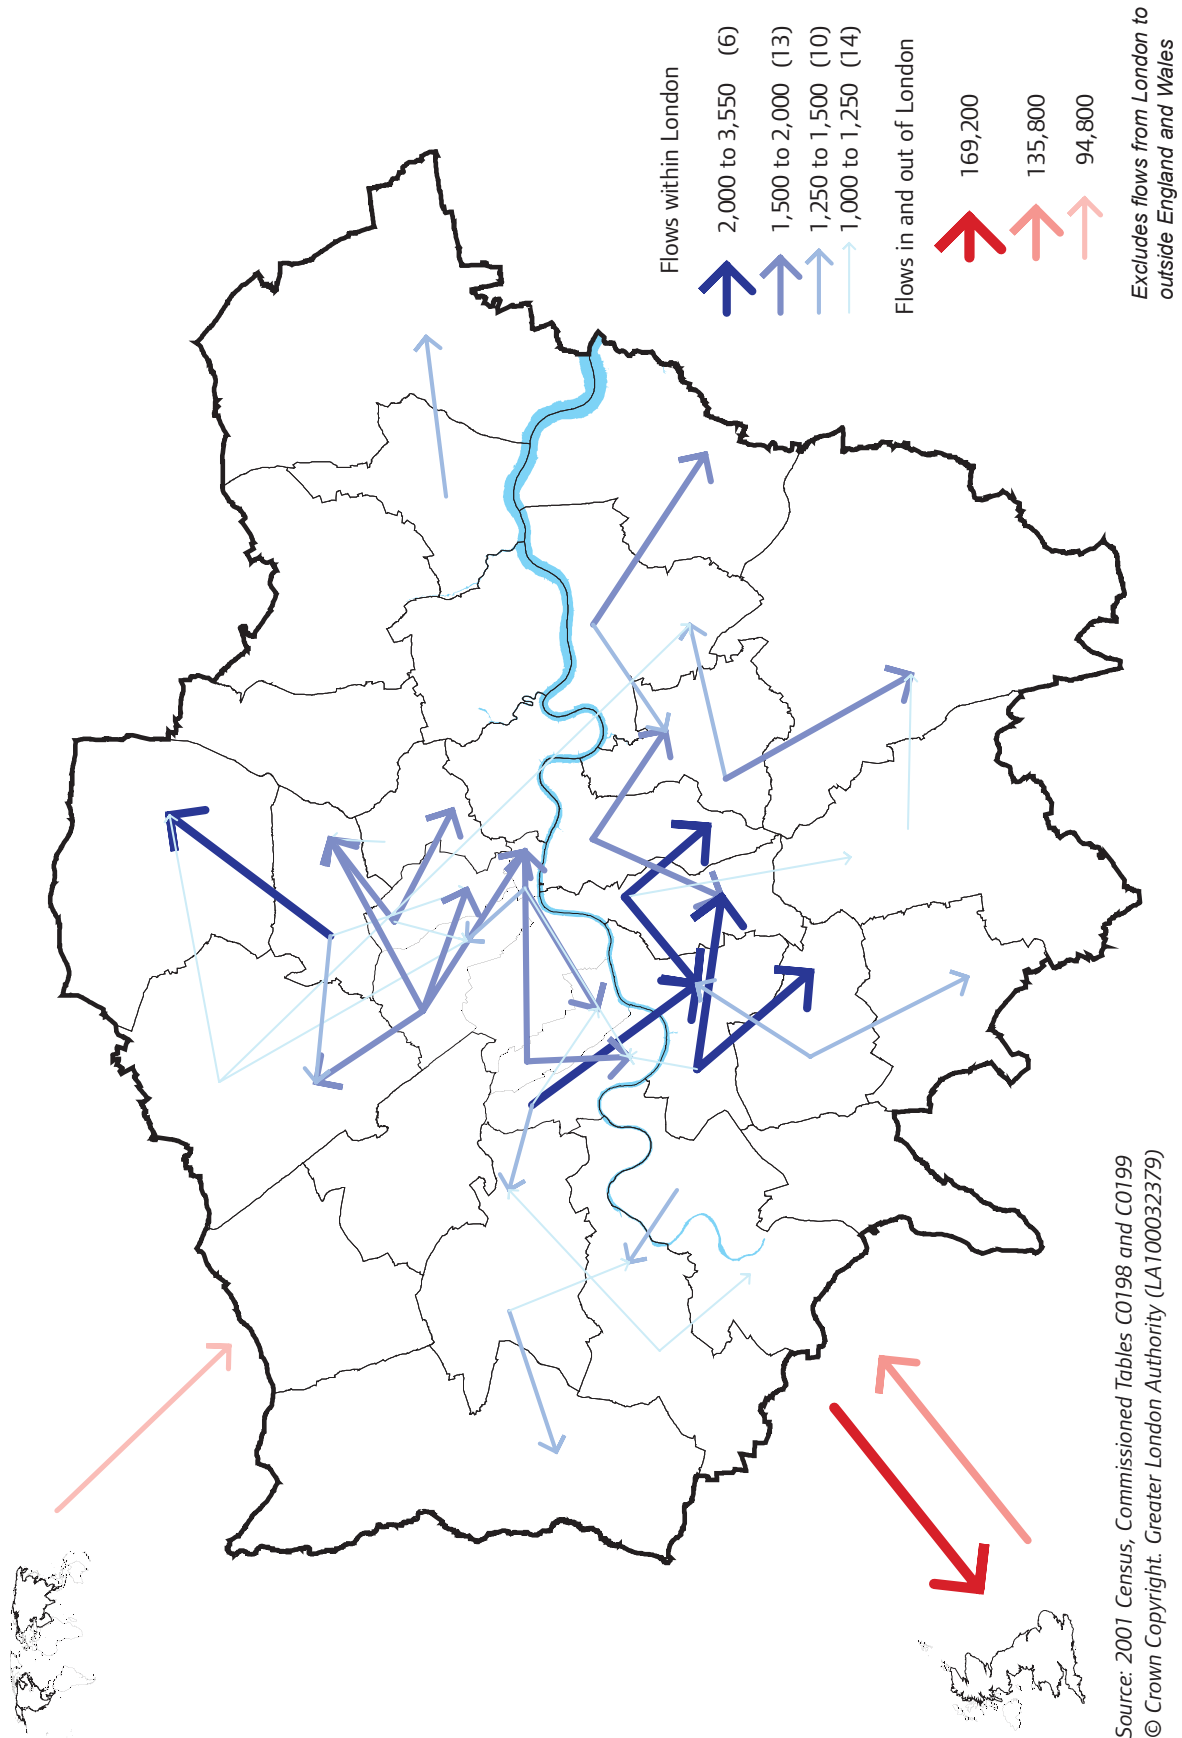 Flows within London
2,000 to 3,550 (6)
1,500 to 2,000 (13)
1,250 to 1,500 (10)
1,000 to 1,250 (14)
Flows in and out of London
169,200
135,800
94,800
Excludes flows from London to
outside England and Wales
Source: 2001 Census, Commissioned Tables C0198 and C0199
© Crown Copyright. Greater London Authority (LA100032379)